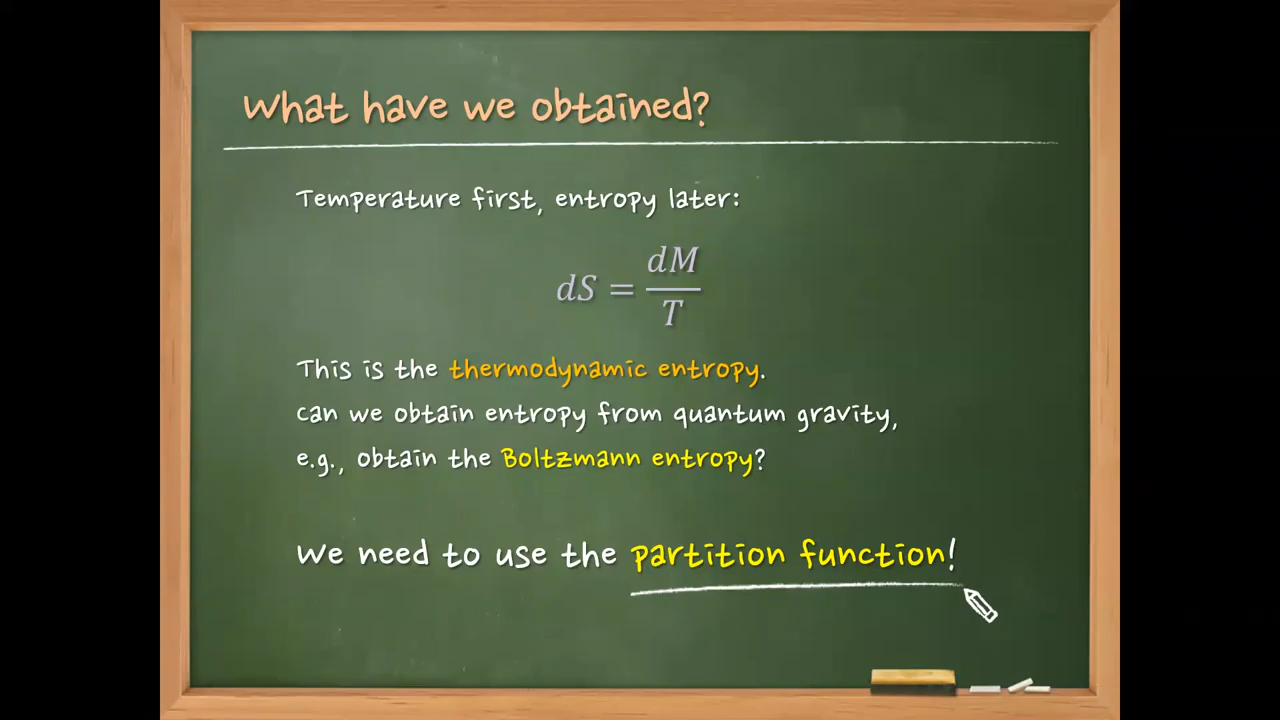 What have we obtained?
Temperature first, entropy later:
dS = dM/T
This is the thermodynamic entropy.
Can we obtain entropy from quantum gravity,
e.g., obtain the Boltzmann entropy?
We need to use the partition function!